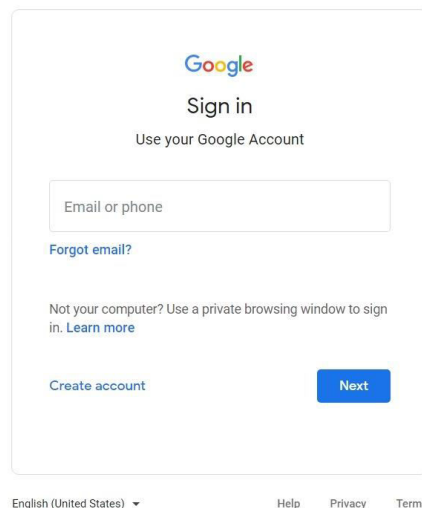 Google
Sign in
Use your Google Account
Email or phone
Forgot email?
Not your computer? Use a private browsing window to sign
in. Learn more
Create account
Next
English (United States)
Help
Privacy
Term